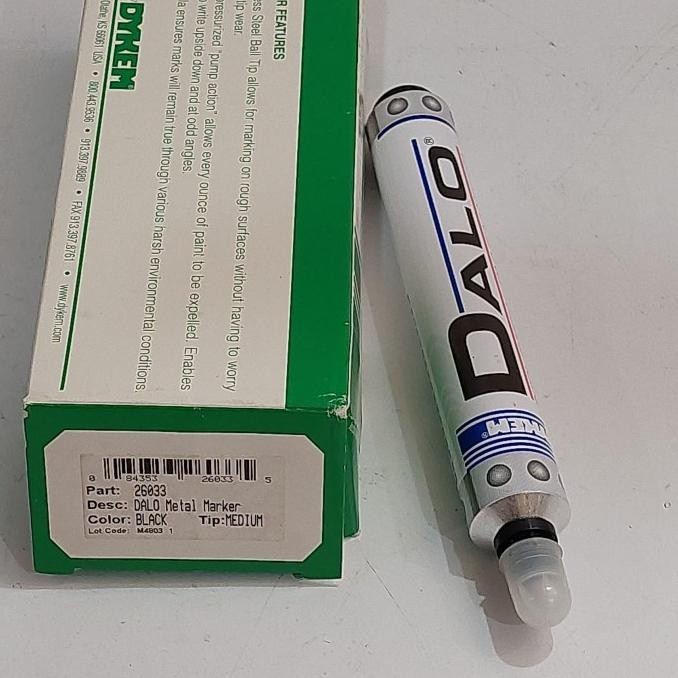 R FEATURES
ess Steel Ball Tip allows for marking on rough surfaces without having to worry
tip wear.
ressurized "pump action" allows every ounce of paint to be expelled. Enables
write upside down and at odd angles.
a ensures marks will remain true through various harsh environmental conditions.
DYKEM®
Olathe, KS 66061 USA • 800.443.9536 • 913.397.9889 • FAX 913.397.8761 • www.dykem.com
0 84353 26033 5
Part: 26033
Desc: DALO Metal Marker
Color: BLACK Tip:MEDIUM
Lot Code: M4803 1
DALO®
DYKEM®